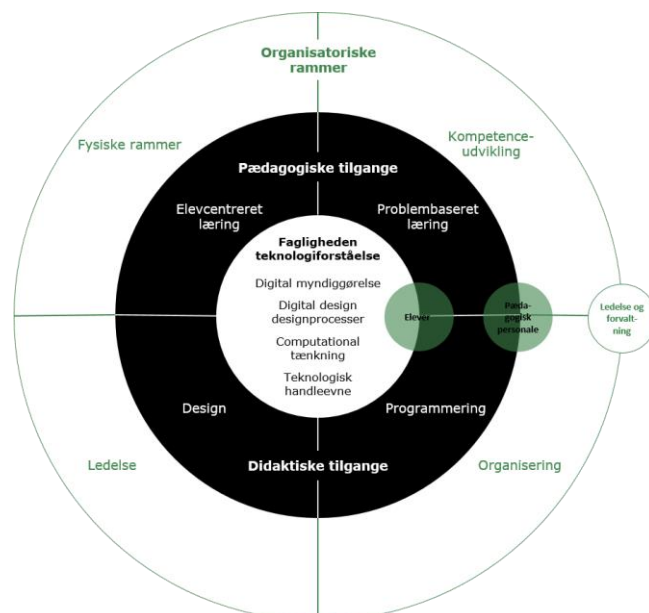 Organisatoriske
rammer
Fysiske rammer
Kompetence-
udvikling
Pædagogiske tilgange
Elevcentreret
læring
Problembaseret
læring
Fagligheden
teknologiforståelse
Digital myndiggørelse
Digital design
designprocesser
Computational
tænkning
Teknologisk
handleevne
Elever
Pæda-
gogisk
personale
Ledelse og
forvalt-
ning
Design
Programmering
Didaktiske tilgange
Ledelse
Organisering